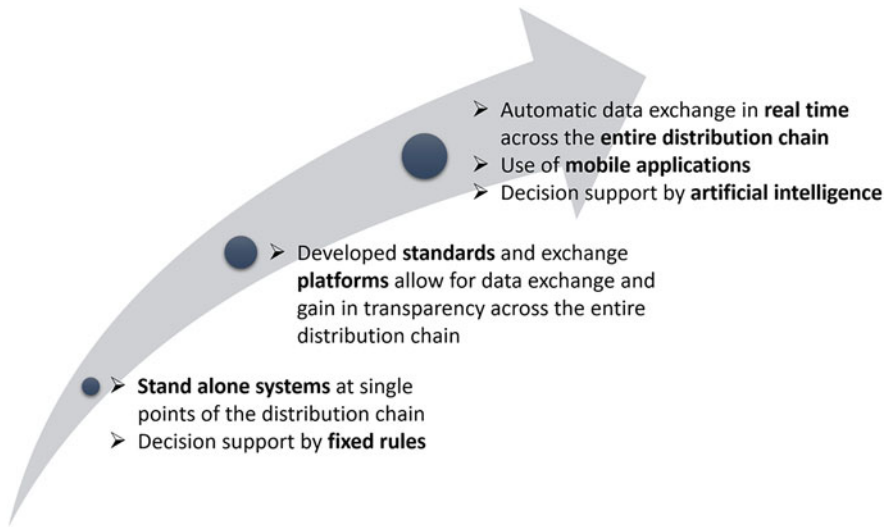 ➤ Automatic data exchange in real time
across the entire distribution chain
➤ Use of mobile applications
➤ Decision support by artificial intelligence
➤ Developed standards and exchange
platforms allow for data exchange and
gain in transparency across the entire
distribution chain
➤ Stand alone systems at single
points of the distribution chain
➤ Decision support by fixed rules